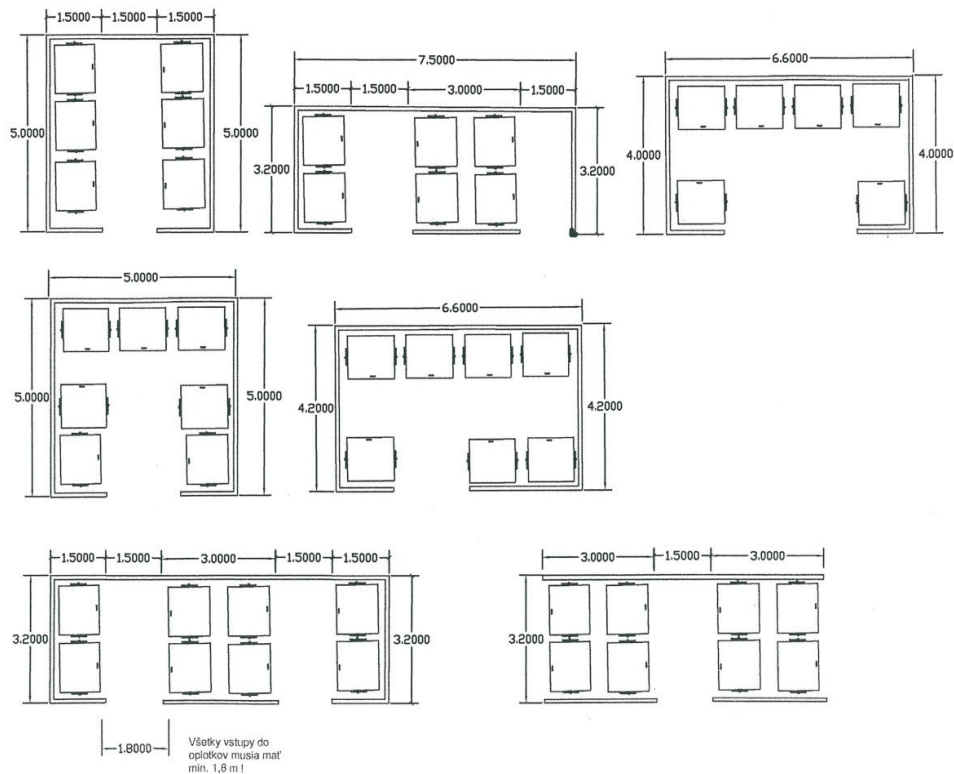 1.5000 1.5000 1.5000
5.0000 5.0000
7.5000
1.5000 1.5000 3.0000 1.5000
3.2000 3.2000
6.6000
4.0000 4.0000
5.0000
5.0000 5.0000
6.6000
4.2000 4.2000
1.5000 1.5000 3.0000 1.5000 1.5000
3.2000 3.2000
1.8000
Všetky vstupy do
oplotkov musia mať
min. 1,8 m !
3.0000 1.5000 3.0000
3.2000